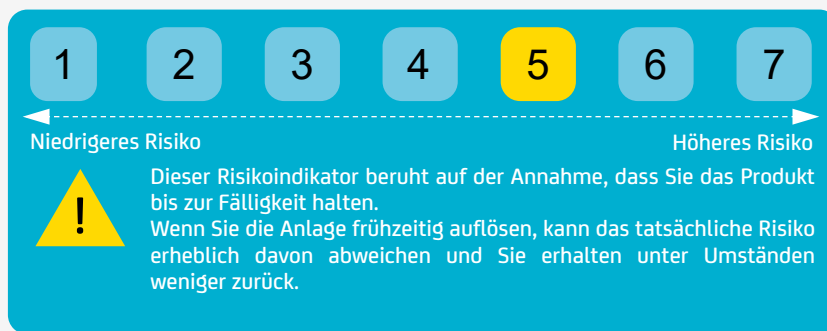 1 2 3 4 5 6 7
Niedrigeres Risiko Höheres Risiko
!
Dieser Risikoindikator beruht auf der Annahme, dass Sie das Produkt
bis zur Fälligkeit halten.
Wenn Sie die Anlage frühzeitig auflösen, kann das tatsächliche Risiko
erheblich davon abweichen und Sie erhalten unter Umständen
weniger zurück.